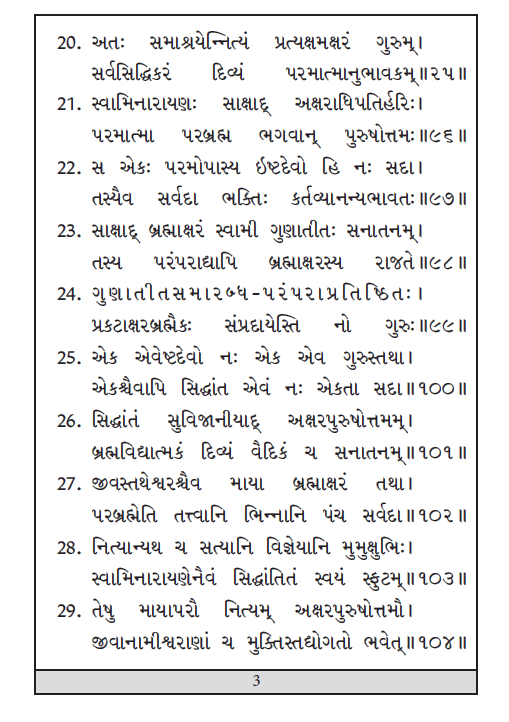 20. અતઃ સમાશ્રયેન્નિત્યં પ્રત્યક્ષમક્ષરં ગુરુમ્।
સર્વસિદ્ધિકરં દિવ્યં પરમાત્માનુભાવકમ્॥૨૫॥
21. સ્વામિનારાયણઃ સાક્ષાદ્ અક્ષરાધિપતિર્હરિઃ।
પરમાત્મા પરબ્રહ્મ ભગવાન્ પુરુષોત્તમઃ॥૯૬॥
22. સ એકઃ પરમોપાસ્ય ઇષ્ટદેવો હિ નઃ સદા।
તસ્યૈવ સર્વદા ભક્તિઃ કર્તવ્યાનન્યભાવતઃ॥૯૭॥
23. સાક્ષાદ્ બ્રહ્માક્ષરં સ્વામી ગુણાતીતઃ સનાતનમ્।
તસ્ય પરંપરાદ્યાપિ બ્રહ્માક્ષરસ્ય રાજતે॥૯૮॥
24. ગુણાતીતસમારબ્ધ-પરંપરાપ્રતિષ્ઠિતઃ।
પ્રકટાક્ષરબ્રહ્મૈકઃ સંપ્રદાયેસ્તિ નો ગુરુઃ॥૯૯॥
25. એક એવેષ્ટદેવો નઃ એક એવ ગુરુસ્તથા।
એકશ્ચૈવાપિ સિદ્ધાંત એવં નઃ એકતા સદા॥૧૦૦॥
26. સિદ્ધાંતં સુવિજાનીયાદ્ અક્ષરપુરુષોત્તમમ્।
બ્રહ્મવિદ્યાત્મકં દિવ્યં વૈદિકં ચ સનાતનમ્॥૧૦૧॥
27. જીવસ્તથેશ્વરશ્ચૈવ માયા બ્રહ્માક્ષરં તથા।
પરબ્રહ્મેતિ તત્ત્વાનિ ભિન્નાનિ પંચ સર્વદા॥૧૦૨॥
28. નિત્યાન્યથ ચ સત્યાનિ વિજ્ઞેયાનિ મુમુક્ષુભિઃ।
સ્વામિનારાયણેનૈવં સિદ્ધાંતિતં સ્વયં સ્ફુટમ્॥૧૦૩॥
29. તેષુ માયાપરૌ નિત્યમ્ અક્ષરપુરુષોત્તમૌ।
જીવાનામીશ્વરાણાં ચ મુક્તિસ્તદ્યોગતો ભવેત્॥૧૦૪॥
3